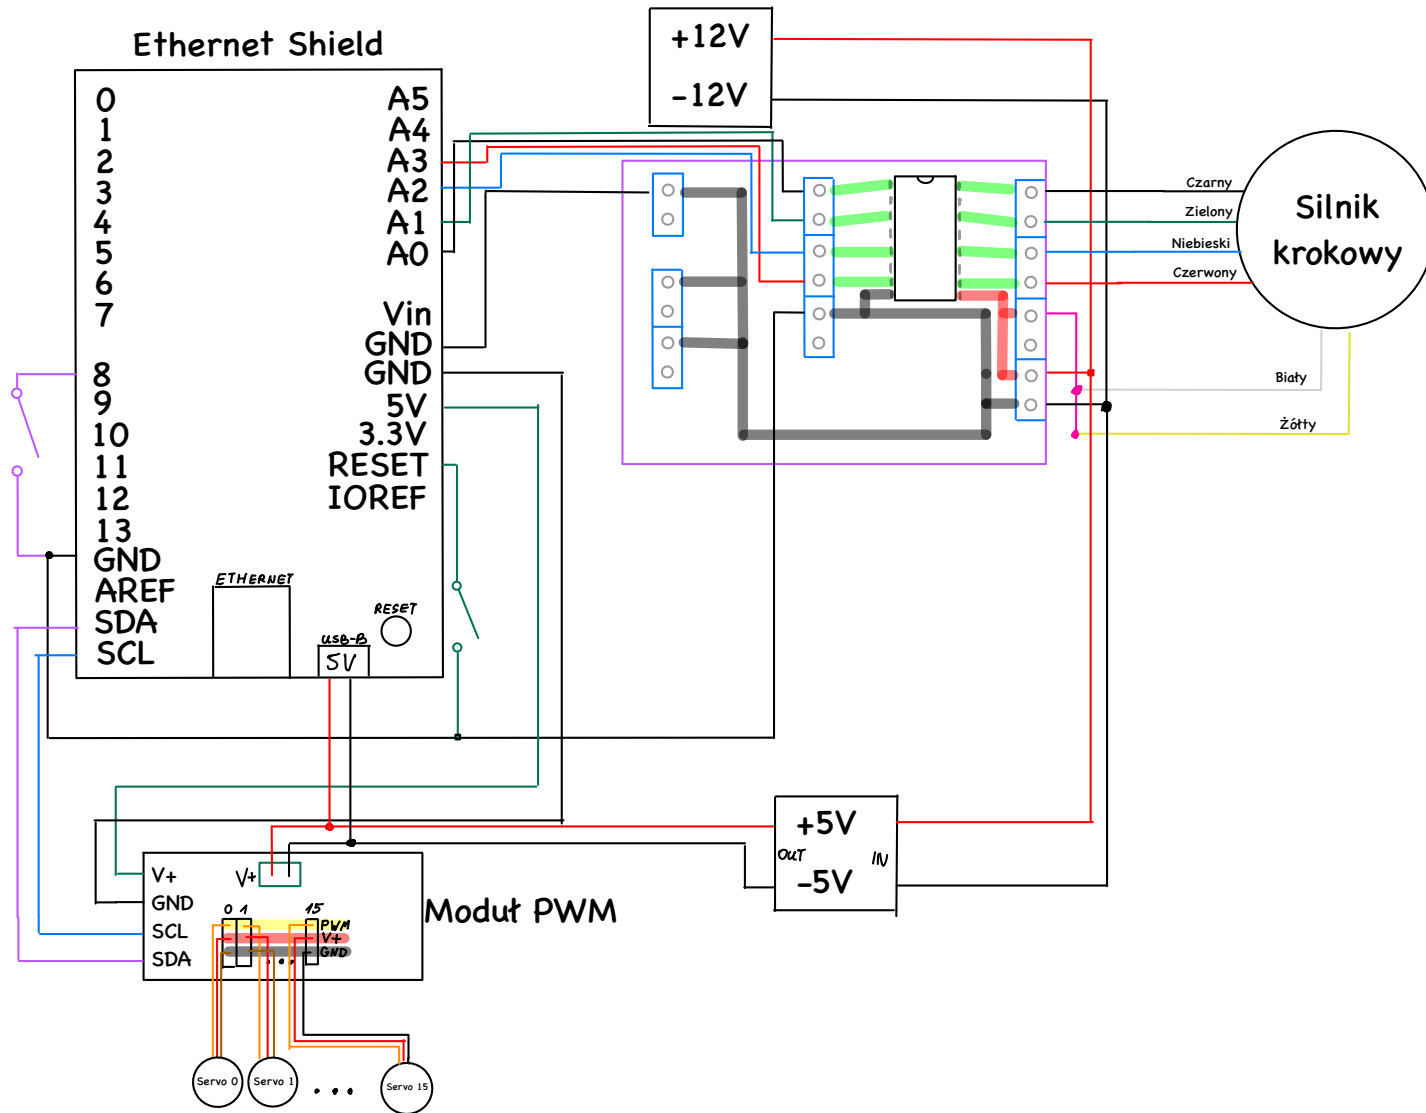 Ethernet Shield
+12V
-12V
0
1
2
3
4
5
6
7
8
9
10
11
12
13
GND
AREF
SDA
SCL
A5
A4
A3
A2
A1
A0
Vin
GND
GND
5V
3.3V
RESET
IOREF
ETHERNET
USB-B
5V
RESET
Czarny
Zielony
Niebieski
Czerwony
Silnik
krokowy
Biały
Żółty
+5V
OUT
IN
-5V
V+
GND
SCL
SDA
V+
0 1 15
PWM
V+
GND
...
Moduł PWM
Servo 0
Servo 1
...
Servo 15